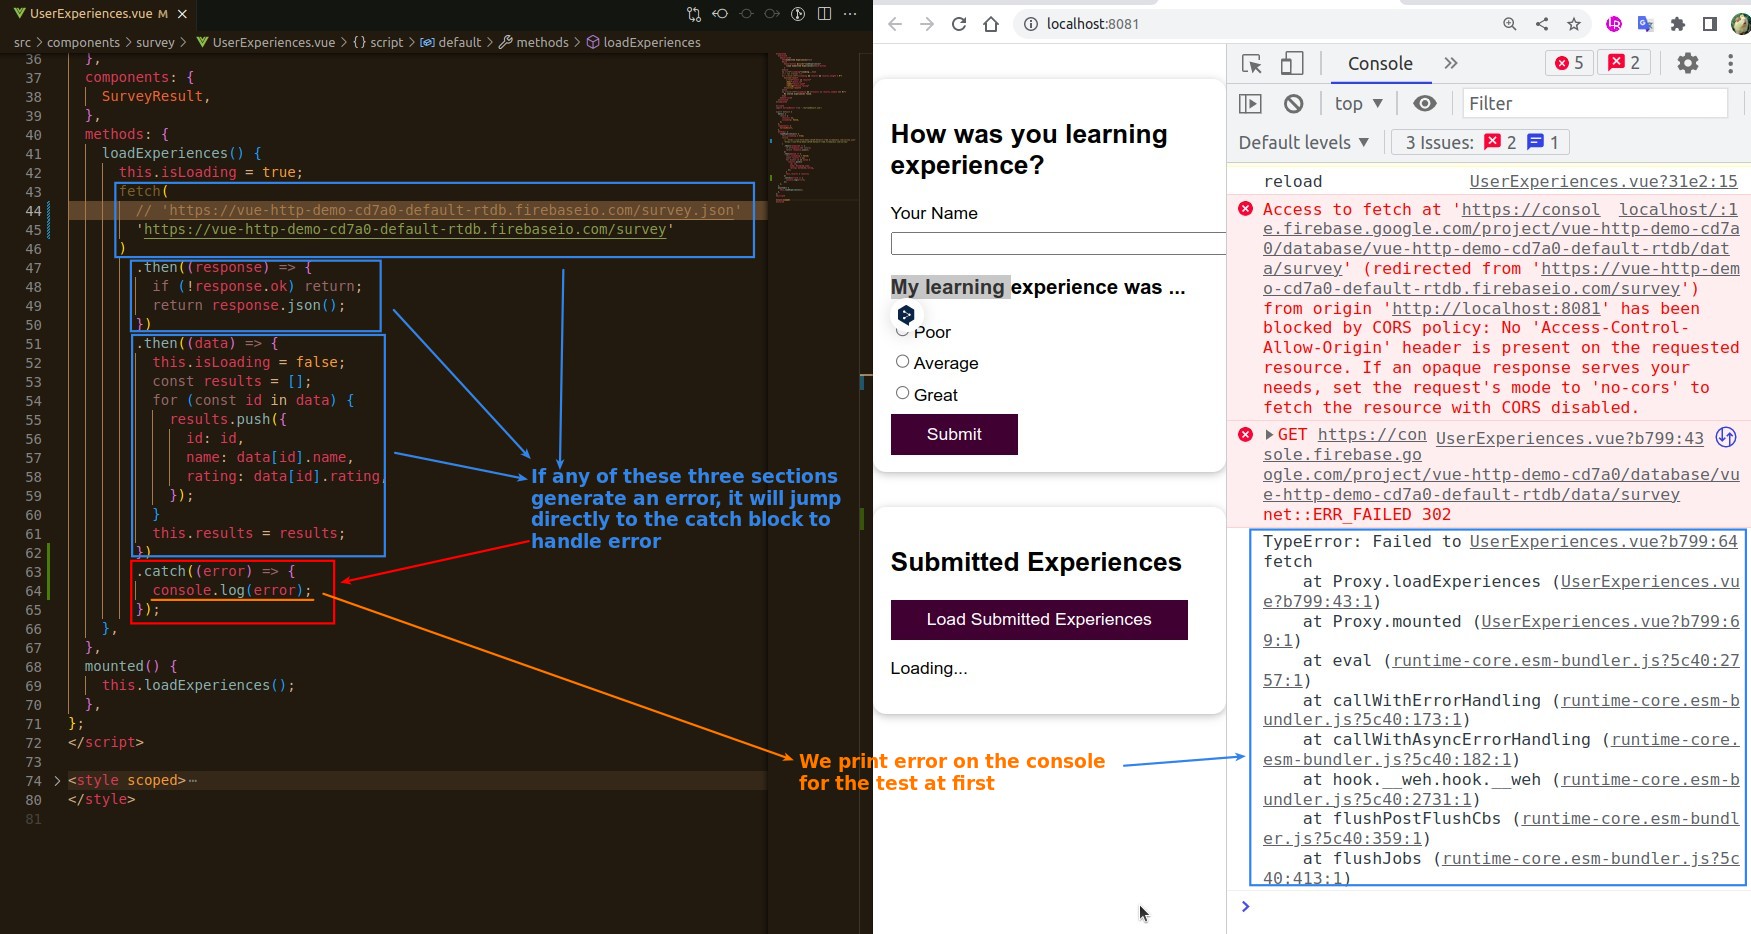 UserExperiences.vue M ×
src > components > survey > UserExperiences.vue > {} script > default > methods > loadExperiences
36 },
37 components: {
38 SurveyResult,
39 },
40 methods: {
41 loadExperiences() {
42 this.isLoading = true;
43 fetch(
44 // 'https://vue-http-demo-cd7a0-default-rtdb.firebaseio.com/survey.json'
45 'https://vue-http-demo-cd7a0-default-rtdb.firebaseio.com/survey'
46 )
47 .then((response) => {
48 if (!response.ok) return;
49 return response.json();
50 })
51 .then((data) => {
52 this.isLoading = false;
53 const results = [];
54 for (const id in data) {
55 results.push({
56 id: id,
57 name: data[id].name,
58 rating: data[id].rating,
59 });
60 }
61 this.results = results;
62 })
63 .catch((error) => {
64 console.log(error);
65 });
66 },
67 },
68 mounted() {
69 this.loadExperiences();
70 },
71 };
72 </script>
73
74 > <style scoped>⋯
80 </style>
81
If any of these three sections
generate an error, it will jump
directly to the catch block to
handle error
We print error on the console
for the test at first
localhost:8081
How was you learning
experience?
Your Name
My learning experience was ...
Poor
Average
Great
Submit
Submitted Experiences
Load Submitted Experiences
Loading...
Console » 5 2
top ▼ Filter
Default levels ▼ 3 Issues: 2 1
reload UserExperiences.vue?31e2:15
Access to fetch at 'https://consol localhost/:1
e.firebase.google.com/project/vue-http-demo-cd7a
0/database/vue-http-demo-cd7a0-default-rtdb/dat
a/survey' (redirected from 'https://vue-http-dem
o-cd7a0-default-rtdb.firebaseio.com/survey')
from origin 'http://localhost:8081' has been
blocked by CORS policy: No 'Access-Control-
Allow-Origin' header is present on the requested
resource. If an opaque response serves your
needs, set the request's mode to 'no-cors' to
fetch the resource with CORS disabled.
▶GET https://con UserExperiences.vue?b799:43
sole.firebase.go
ogle.com/project/vue-http-demo-cd7a0/database/vu
e-http-demo-cd7a0-default-rtdb/data/survey
net::ERR_FAILED 302
TypeError: Failed to UserExperiences.vue?b799:64
fetch
at Proxy.loadExperiences (UserExperiences.vu
e?b799:43:1)
at Proxy.mounted (UserExperiences.vue?b799:6
9:1)
at eval (runtime-core.esm-bundler.js?5c40:27
57:1)
at callWithErrorHandling (runtime-core.esm-b
undler.js?5c40:173:1)
at callWithAsyncErrorHandling (runtime-core.
esm-bundler.js?5c40:182:1)
at hook.__weh.hook.__weh (runtime-core.esm-b
undler.js?5c40:2731:1)
at flushPostFlushCbs (runtime-core.esm-bundl
er.js?5c40:359:1)
at flushJobs (runtime-core.esm-bundler.js?5c
40:413:1)
>